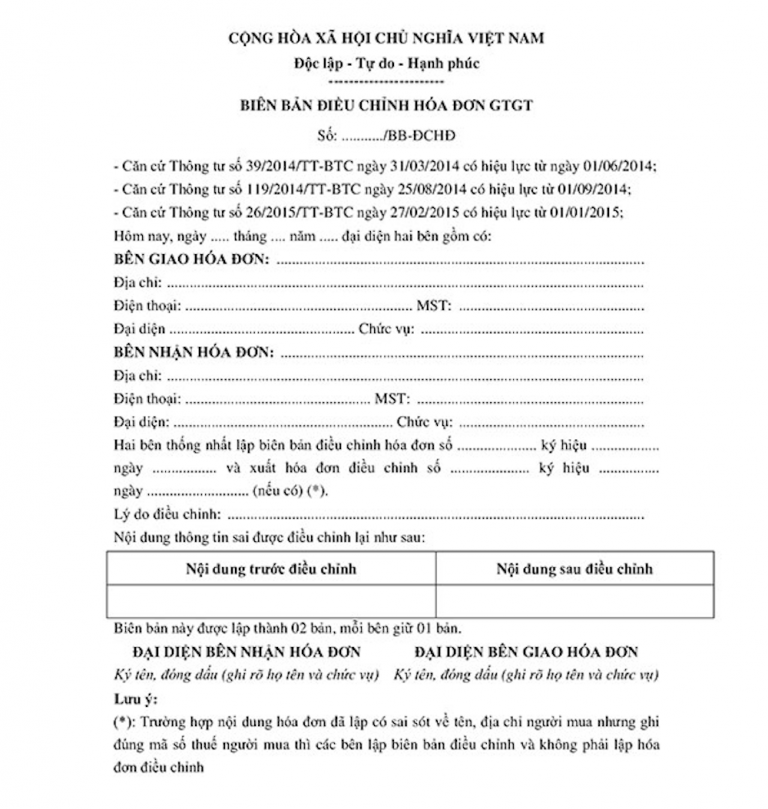 CỘNG HÒA XÃ HỘI CHỦ NGHĨA VIỆT NAM
Độc lập - Tự do - Hạnh phúc
-----------------------
BIÊN BẢN ĐIỀU CHỈNH HÓA ĐƠN GTGT
Số: .........../BB-ĐCHĐ
- Căn cứ Thông tư số 39/2014/TT-BTC ngày 31/03/2014 có hiệu lực từ ngày 01/06/2014;
- Căn cứ Thông tư số 119/2014/TT-BTC ngày 25/08/2014 có hiệu lực từ 01/09/2014;
- Căn cứ Thông tư số 26/2015/TT-BTC ngày 27/02/2015 có hiệu lực từ 01/01/2015;
Hôm nay, ngày ..... tháng .... năm ..... đại diện hai bên gồm có:
BÊN GIAO HÓA ĐƠN: ..........................................................................
Địa chỉ: ................................................................................................
Điện thoại: .............................................. MST: .....................................
Đại diện ..................................... Chức vụ: .............................................
BÊN NHẬN HÓA ĐƠN: .........................................................................
Địa chỉ: ................................................................................................
Điện thoại: ..................................... MST: ..............................................
Đại diện: ............................................ Chức vụ: .....................................
Hai bên thống nhất lập biên bản điều chỉnh hóa đơn số ................ ký hiệu ..............
ngày ............. và xuất hóa đơn điều chỉnh số ................ ký hiệu ............
ngày .................... (nếu có) (*).
Lý do điều chỉnh: ...................................................................................
Nội dung thông tin sai được điều chỉnh lại như sau:
Nội dung trước điều chỉnh Nội dung sau điều chỉnh
Biên bản này được lập thành 02 bản, mỗi bên giữ 01 bản.
ĐẠI DIỆN BÊN NHẬN HÓA ĐƠN ĐẠI DIỆN BÊN GIAO HÓA ĐƠN
Ký tên, đóng dấu (ghi rõ họ tên và chức vụ) Ký tên, đóng dấu (ghi rõ họ tên và chức vụ)
Lưu ý:
(*): Trường hợp nội dung hóa đơn đã lập có sai sót về tên, địa chỉ người mua nhưng ghi
đúng mã số thuế người mua thì các bên lập biên bản điều chỉnh và không phải lập hóa
đơn điều chỉnh